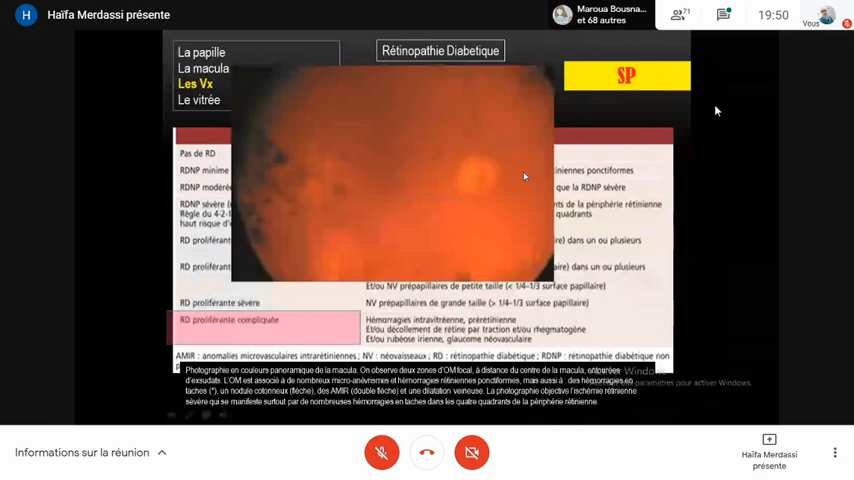 H Haïfa Merdassi présente
Maroua Bousna...
et 68 autres
71
19:50
Vous
La papille
La macula
Les Vx
Le vitrée
Rétinopathie Diabetique
SP
Pas de RD
RDNP minime
RDNP modérée
RDNP sévère
Règle du 4-2-1
haut risque d'
RD proliférante
RD proliférante
RD proliférante sévère
RD proliférante compliquée
ponctiformes
que la RDNP sévère
de la périphérie rétinienne
quadrants
dans un ou plusieurs
dans un ou plusieurs
Et/ou NV prépapillaires de petite taille (< 1/4–1/3 surface papillaire)
NV prépapillaires de grande taille (> 1/4–1/3 surface papillaire)
Hémorragies intravitréenne, prérétinienne
Et/ou décollement de rétine par traction et/ou rhegmatogène
Et/ou rubéose irienne, glaucome néovasculaire
AMIR : anomalies microvasculaires intrarétiniennes ; NV : néovaisseaux ; RD : rétinopathie diabétique ; RDNP : rétinopathie diabétique non
Photographie en couleurs panoramique de la macula. On observe deux zones d'OM focal, à distance du centre de la macula, entourées
d'exsudats. L'OM est associé à de nombreux micro-anévrismes et hémorragies rétiniennes ponctiformes, mais aussi à : des hémorragies en
taches (*), un nodule cotonneux (flèche), des AMIR (double flèche) et une dilatation veineuse. La photographie objective l'ischémie rétinienne
sévère qui se manifeste surtout par de nombreuses hémorragies en taches dans les quatre quadrants de la périphérie rétinienne.
Windows
paramètres pour activer Windows.
Informations sur la réunion
Haïfa Merdassi
présente